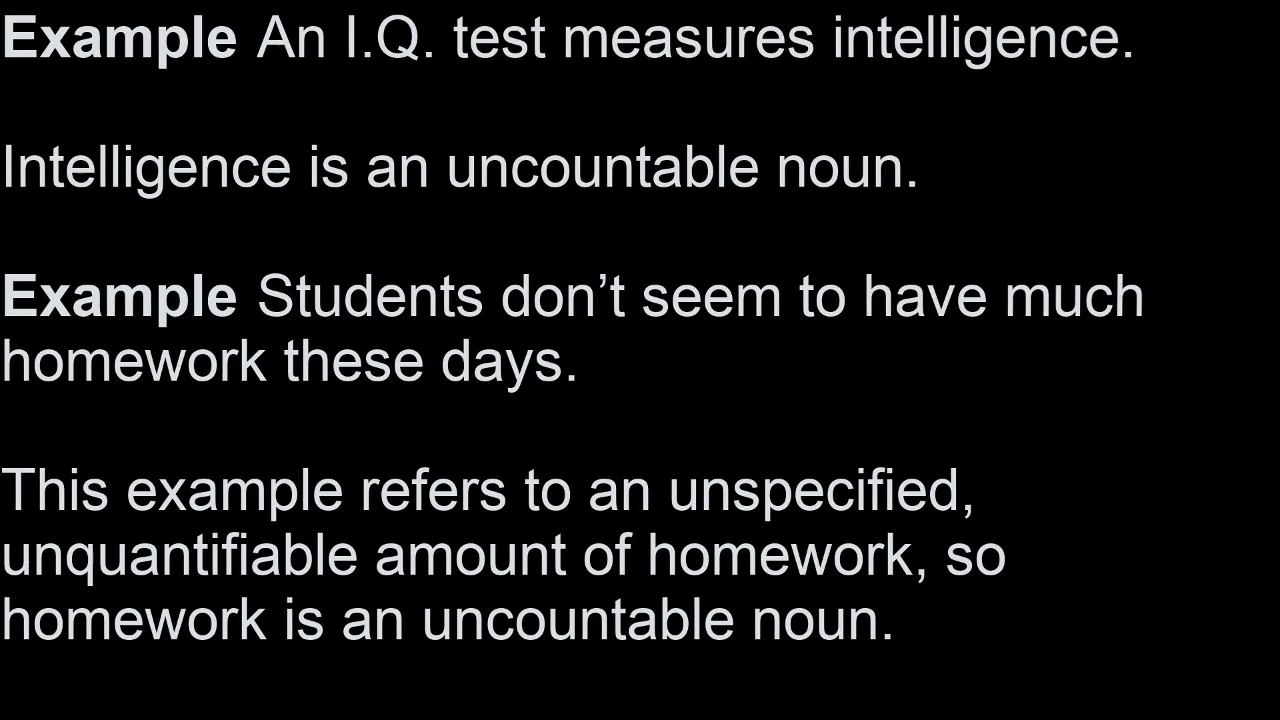 Example An I.Q. test measures intelligence.
Intelligence is an uncountable noun.
Example Students don’t seem to have much
homework these days.
This example refers to an unspecified,
unquantifiable amount of homework, so
homework is an uncountable noun.